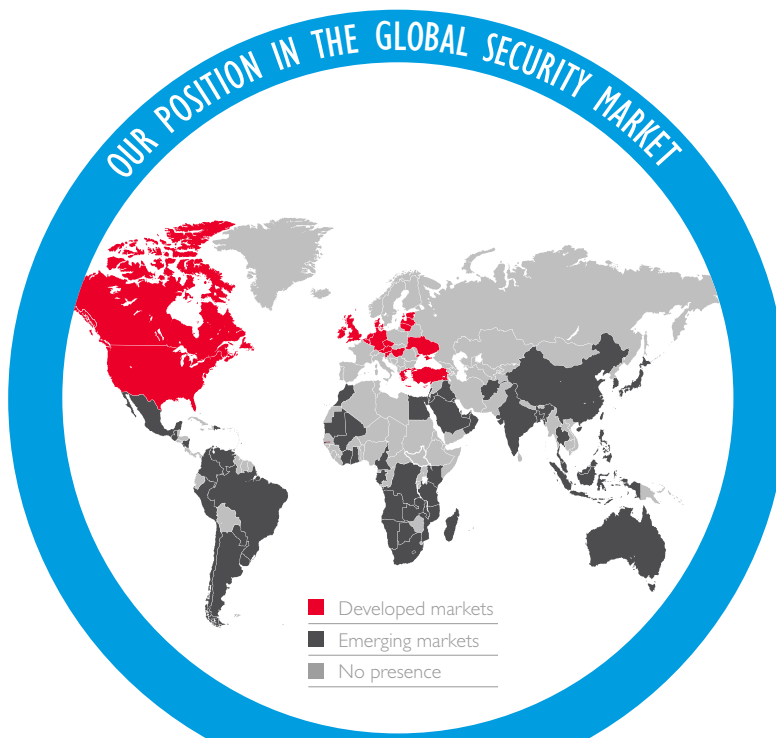 OUR POSITION IN THE GLOBAL SECURITY MARKET
Developed markets
Emerging markets
No presence